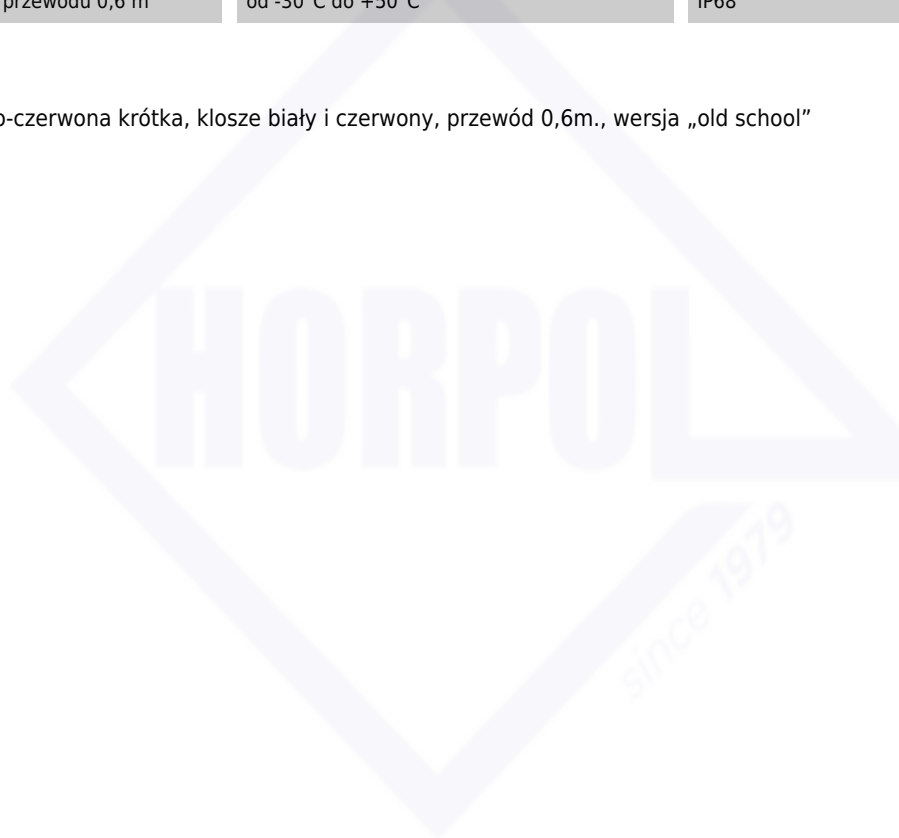 przewodu 0,6 m od -30°C do +50°C IP68
o-czerwona krótka, klosze biały i czerwony, przewód 0,6m., wersja „old school”
HORPOL
since 1979